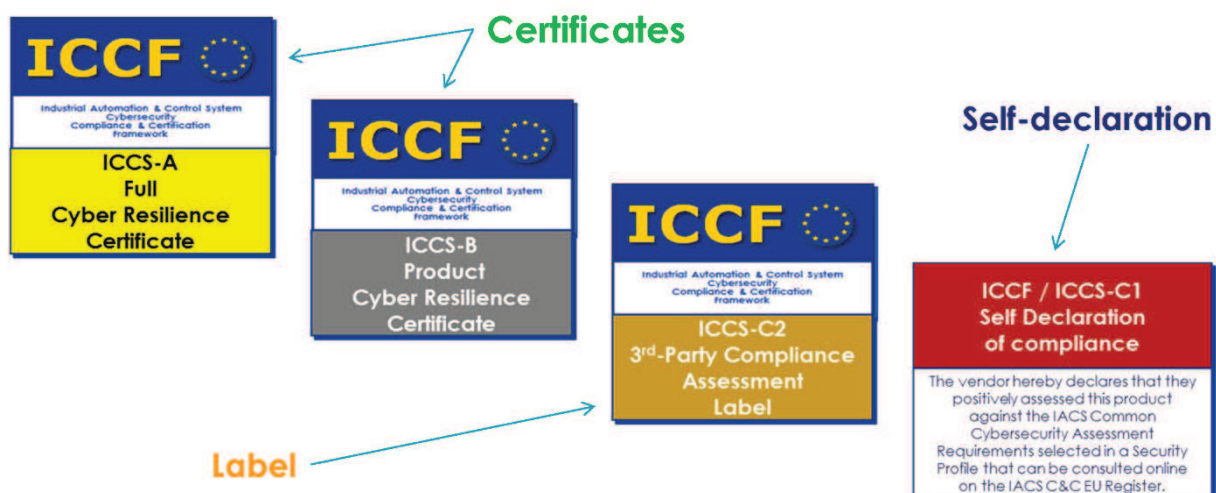 Certificates
ICCF
Industrial Automation & Control System
Cybersecurity
Compliance & Certification
Framework
ICCS-A
Full
Cyber Resilience
Certificate
ICCF
Industrial Automation & Control System
Cybersecurity
Compliance & Certification
Framework
ICCS-B
Product
Cyber Resilience
Certificate
ICCF
Industrial Automation & Control System
Cybersecurity
Compliance & Certification
Framework
ICCS-C2
3rd-Party Compliance
Assessment
Label
Label
Self-declaration
ICCF / ICCS-C1
Self Declaration
of compliance
The vendor hereby declares that they
positively assessed this product
against the IACS Common
Cybersecurity Assessment
Requirements selected in a Security
Profile that can be consulted online
on the IACS C&C EU Register.